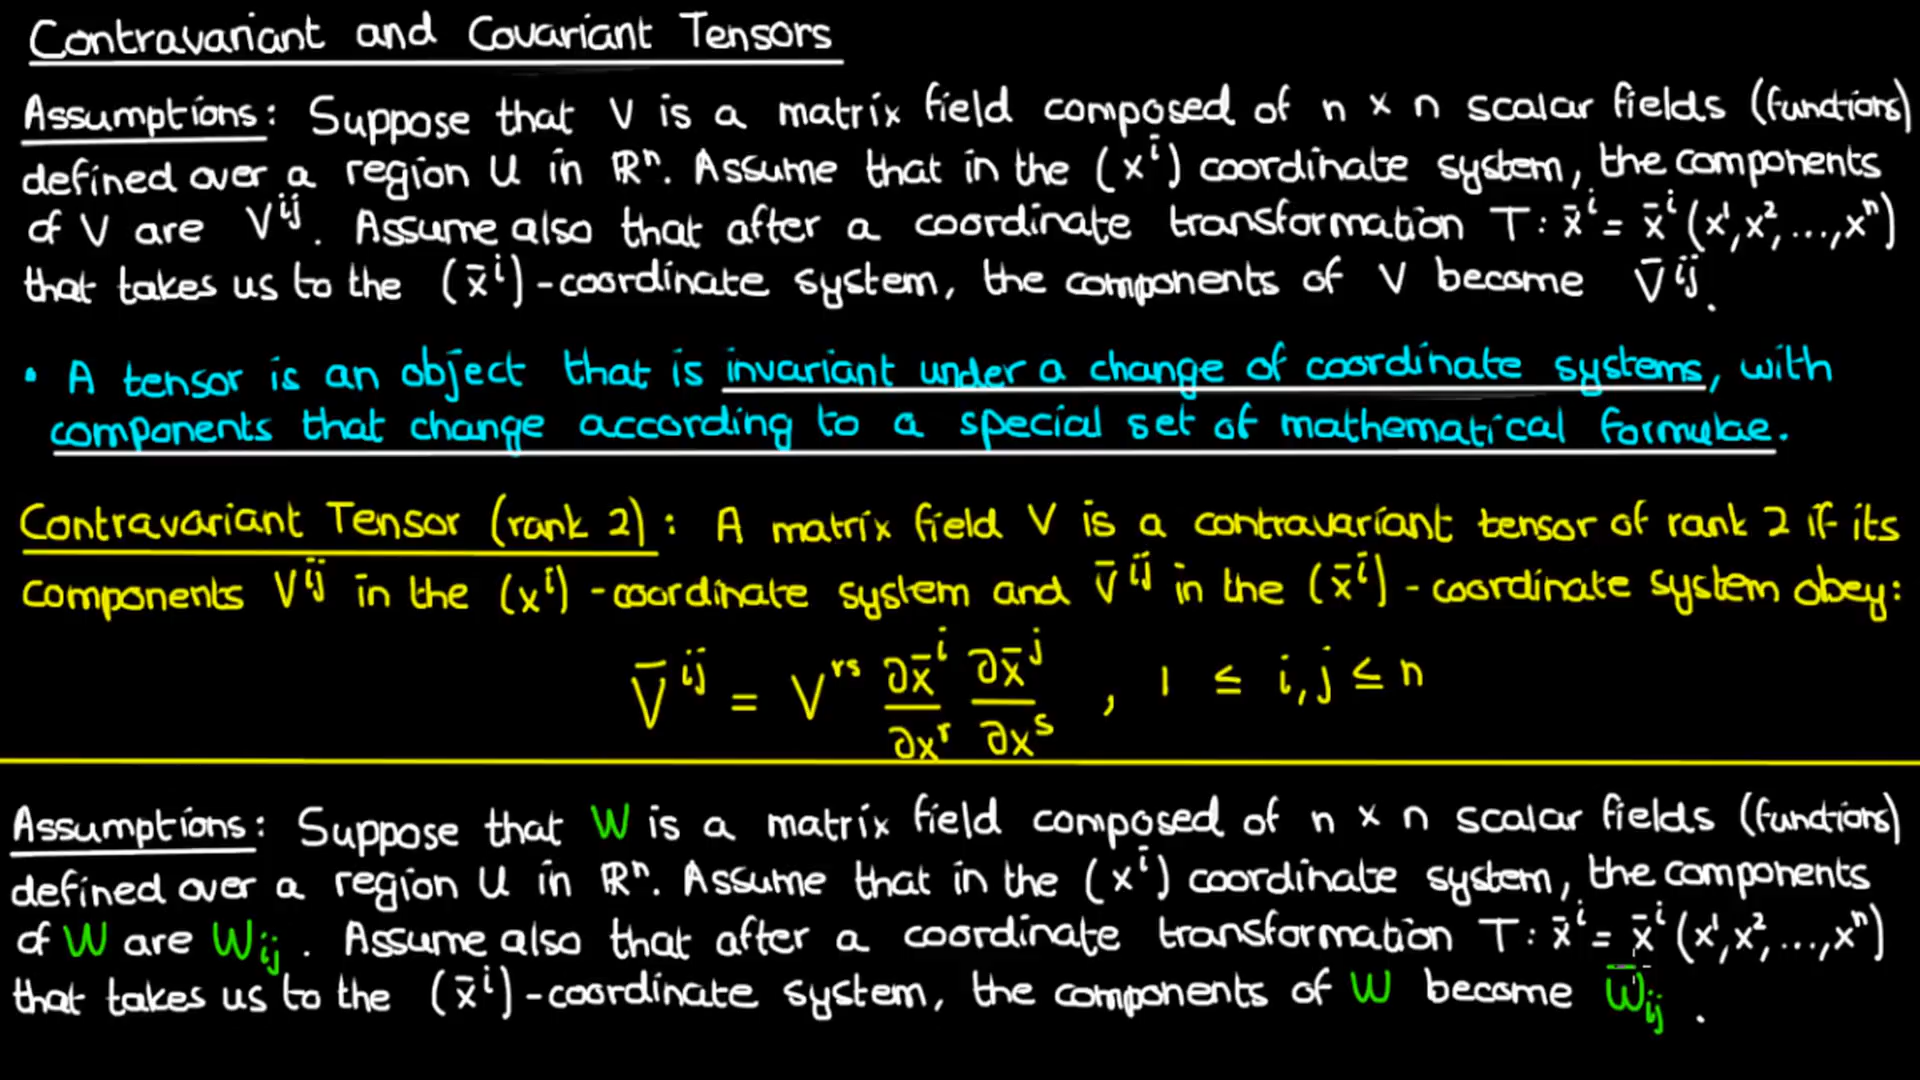 Contravariant and Covariant Tensors
Assumptions: Suppose that V is a matrix field composed of n × n scalar fields (functions)
defined over a region U in ℝⁿ. Assume that in the (xⁱ) coordinate system, the components
of V are Vⁱʲ. Assume also that after a coordinate transformation T: x̄ⁱ = x̄ⁱ(x¹,x²,...,xⁿ)
that takes us to the (x̄ⁱ)-coordinate system, the components of V become V̄ⁱʲ.
• A tensor is an object that is invariant under a change of coordinate systems, with
components that change according to a special set of mathematical formulae.
Contravariant Tensor (rank 2): A matrix field V is a contravariant tensor of rank 2 if its
components Vⁱʲ in the (xⁱ)-coordinate system and V̄ⁱʲ in the (x̄ⁱ)-coordinate system obey:
V̄ⁱʲ = Vʳˢ ∂x̄ⁱ/∂xʳ ∂x̄ʲ/∂xˢ , 1 ≤ i,j ≤ n
Assumptions: Suppose that W is a matrix field composed of n × n scalar fields (functions)
defined over a region U in ℝⁿ. Assume that in the (xⁱ) coordinate system, the components
of W are Wᵢⱼ. Assume also that after a coordinate transformation T: x̄ⁱ = x̄ⁱ(x¹,x²,...,xⁿ)
that takes us to the (x̄ⁱ)-coordinate system, the components of W become W̄ᵢⱼ.